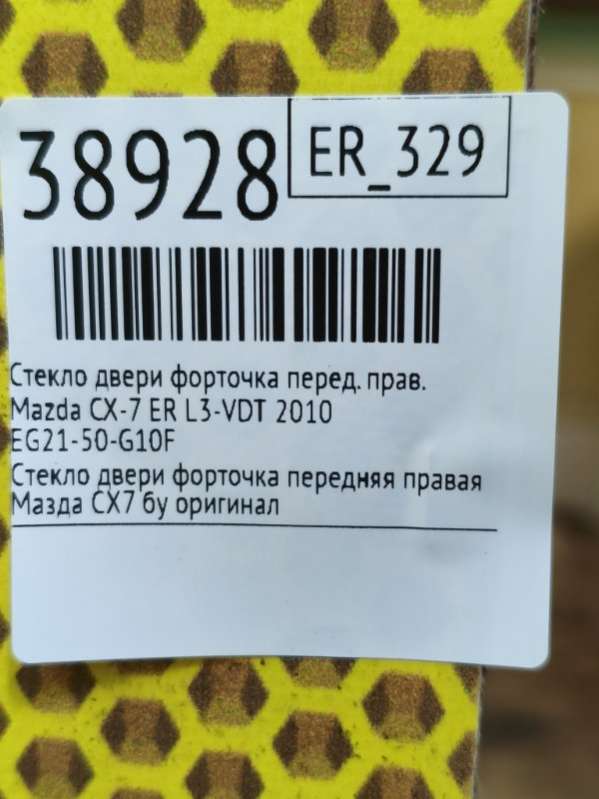 38928
ER_329
Стекло двери форточка перед. прав.
Mazda CX-7 ER L3-VDT 2010
EG21-50-G10F
Стекло двери форточка передняя правая
Мазда СХ7 бу оригинал